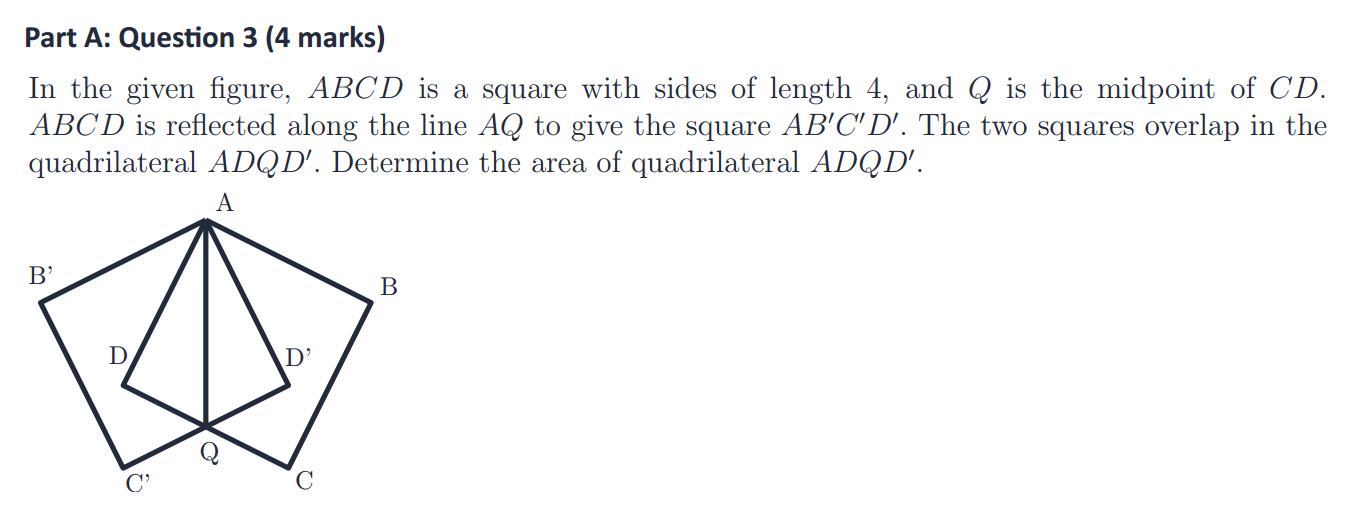 Part A: Question 3 (4 marks)
In the given figure, ABCD is a square with sides of length 4, and Q is the midpoint of CD.
ABCD is reflected along the line AQ to give the square AB′C′D′. The two squares overlap in the
quadrilateral ADQD′. Determine the area of quadrilateral ADQD′.
A
B’
B
D
D’
Q
C’
C